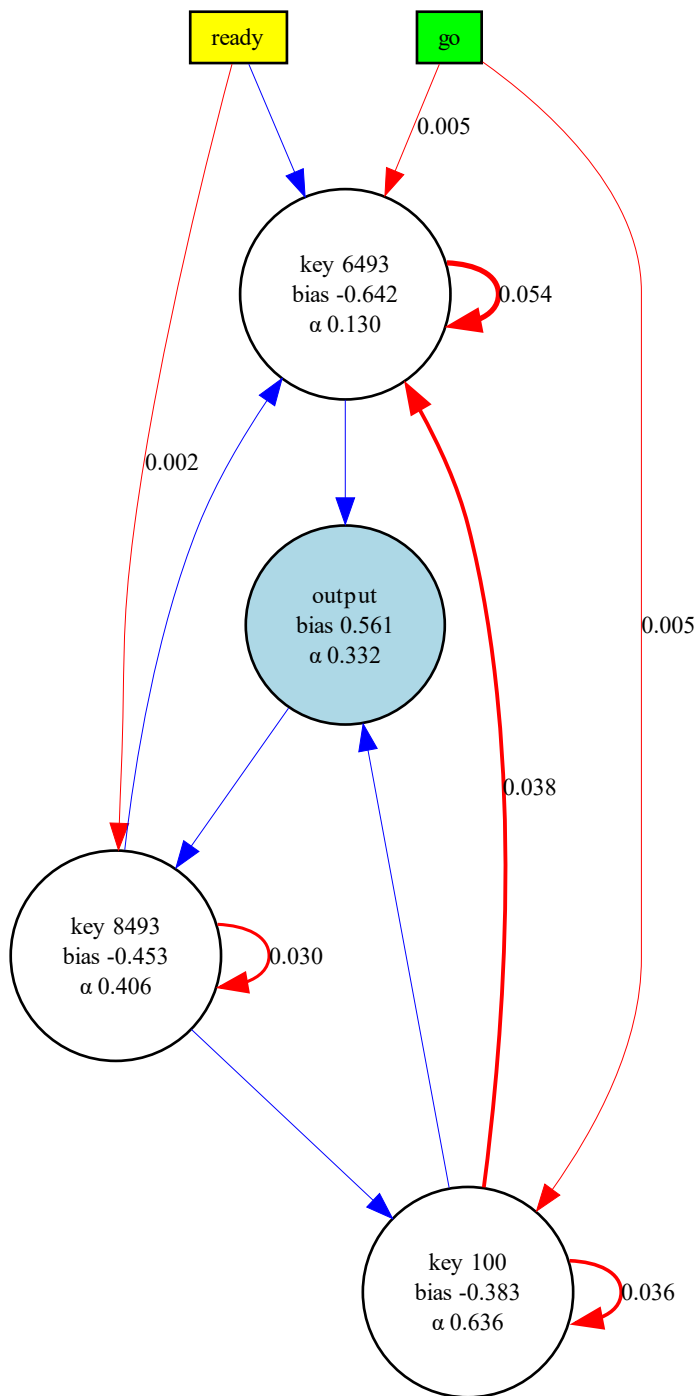 ready
go
0.005
key 6493
bias -0.642
α 0.130
0.054
0.002
output
bias 0.561
α 0.332
0.005
0.038
key 8493
bias -0.453
α 0.406
0.030
key 100
bias -0.383
α 0.636
0.036